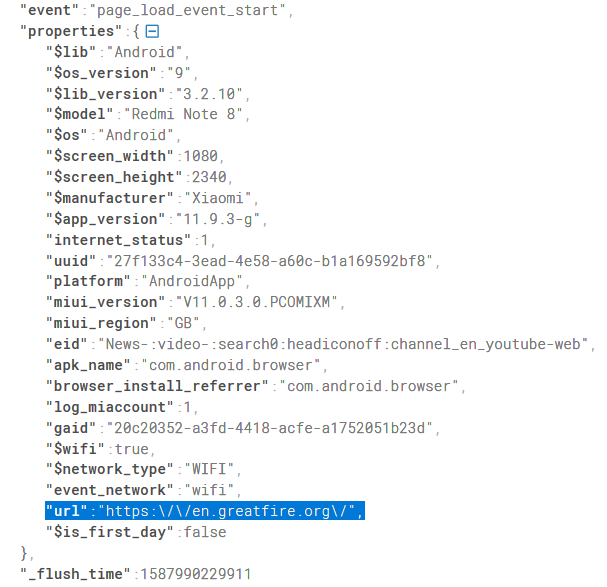 "event":"page_load_event_start",
"properties":{
"$lib":"Android",
"$os_version":"9",
"$lib_version":"3.2.10",
"$model":"Redmi Note 8",
"$os":"Android",
"$screen_width":1080,
"$screen_height":2340,
"$manufacturer":"Xiaomi",
"$app_version":"11.9.3-g",
"internet_status":1,
"uuid":"27f133c4-3ead-4e58-a60c-b1a169592bf8",
"platform":"AndroidApp",
"miui_version":"V11.0.3.0.PCOMIXM",
"miui_region":"GB",
"eid":"News-:video-:search0:headiconoff:channel_en_youtube-web",
"apk_name":"com.android.browser",
"browser_install_referrer":"com.android.browser",
"log_miaccount":1,
"gaid":"20c20352-a3fd-4418-acfe-a1752051b23d",
"$wifi":true,
"$network_type":"WIFI",
"event_network":"wifi",
"url":"https:\/\/en.greatfire.org\/",
"$is_first_day":false
},
"_flush_time":1587990229911